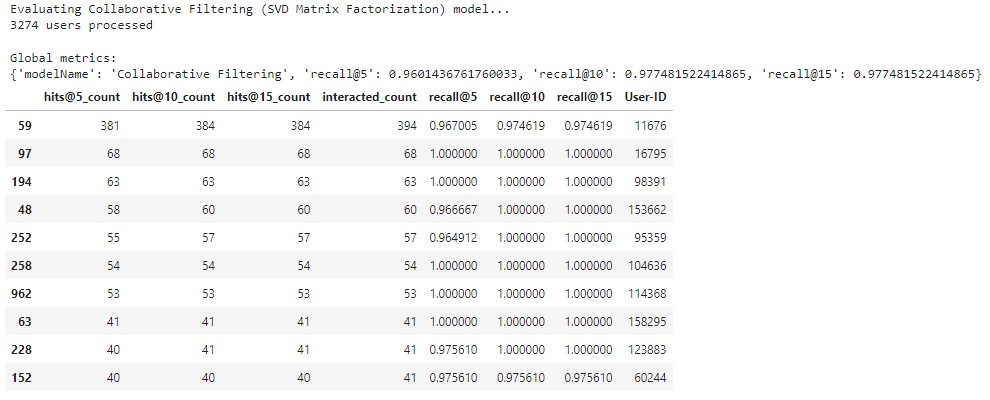 Evaluating Collaborative Filtering (SVD Matrix Factorization) model...
3274 users processed
Global metrics:
{'modelName': 'Collaborative Filtering', 'recall@5': 0.9601436761760033, 'recall@10': 0.977481522414865, 'recall@15': 0.977481522414865}
hits@5_count hits@10_count hits@15_count interacted_count recall@5 recall@10 recall@15 User-ID
59 381 384 384 394 0.967005 0.974619 0.974619 11676
97 68 68 68 68 1.000000 1.000000 1.000000 16795
194 63 63 63 63 1.000000 1.000000 1.000000 98391
48 58 60 60 60 0.966667 1.000000 1.000000 153662
252 55 57 57 57 0.964912 1.000000 1.000000 95359
258 54 54 54 54 1.000000 1.000000 1.000000 104636
962 53 53 53 53 1.000000 1.000000 1.000000 114368
63 41 41 41 41 1.000000 1.000000 1.000000 158295
228 40 41 41 41 0.975610 1.000000 1.000000 123883
152 40 40 40 41 0.975610 0.975610 0.975610 60244